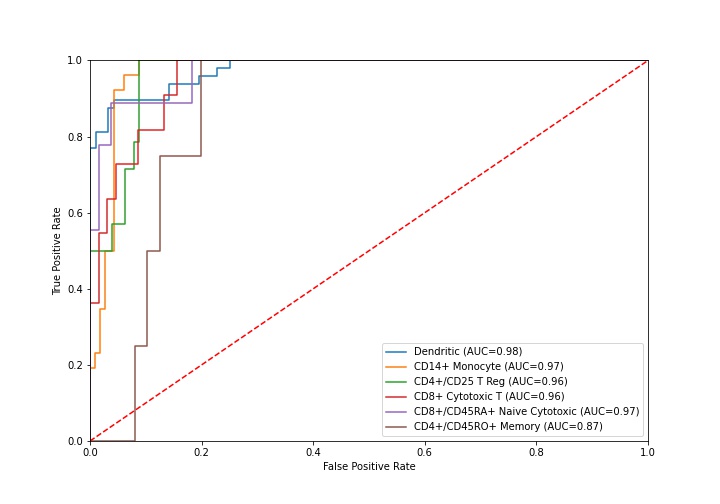 1.0
0.8
0.6
0.4
0.2
0.0
True Positive Rate
0.0 0.2 0.4 0.6 0.8 1.0
False Positive Rate
Dendritic (AUC=0.98)
CD14+ Monocyte (AUC=0.97)
CD4+/CD25 T Reg (AUC=0.96)
CD8+ Cytotoxic T (AUC=0.96)
CD8+/CD45RA+ Naive Cytotoxic (AUC=0.97)
CD4+/CD45RO+ Memory (AUC=0.87)